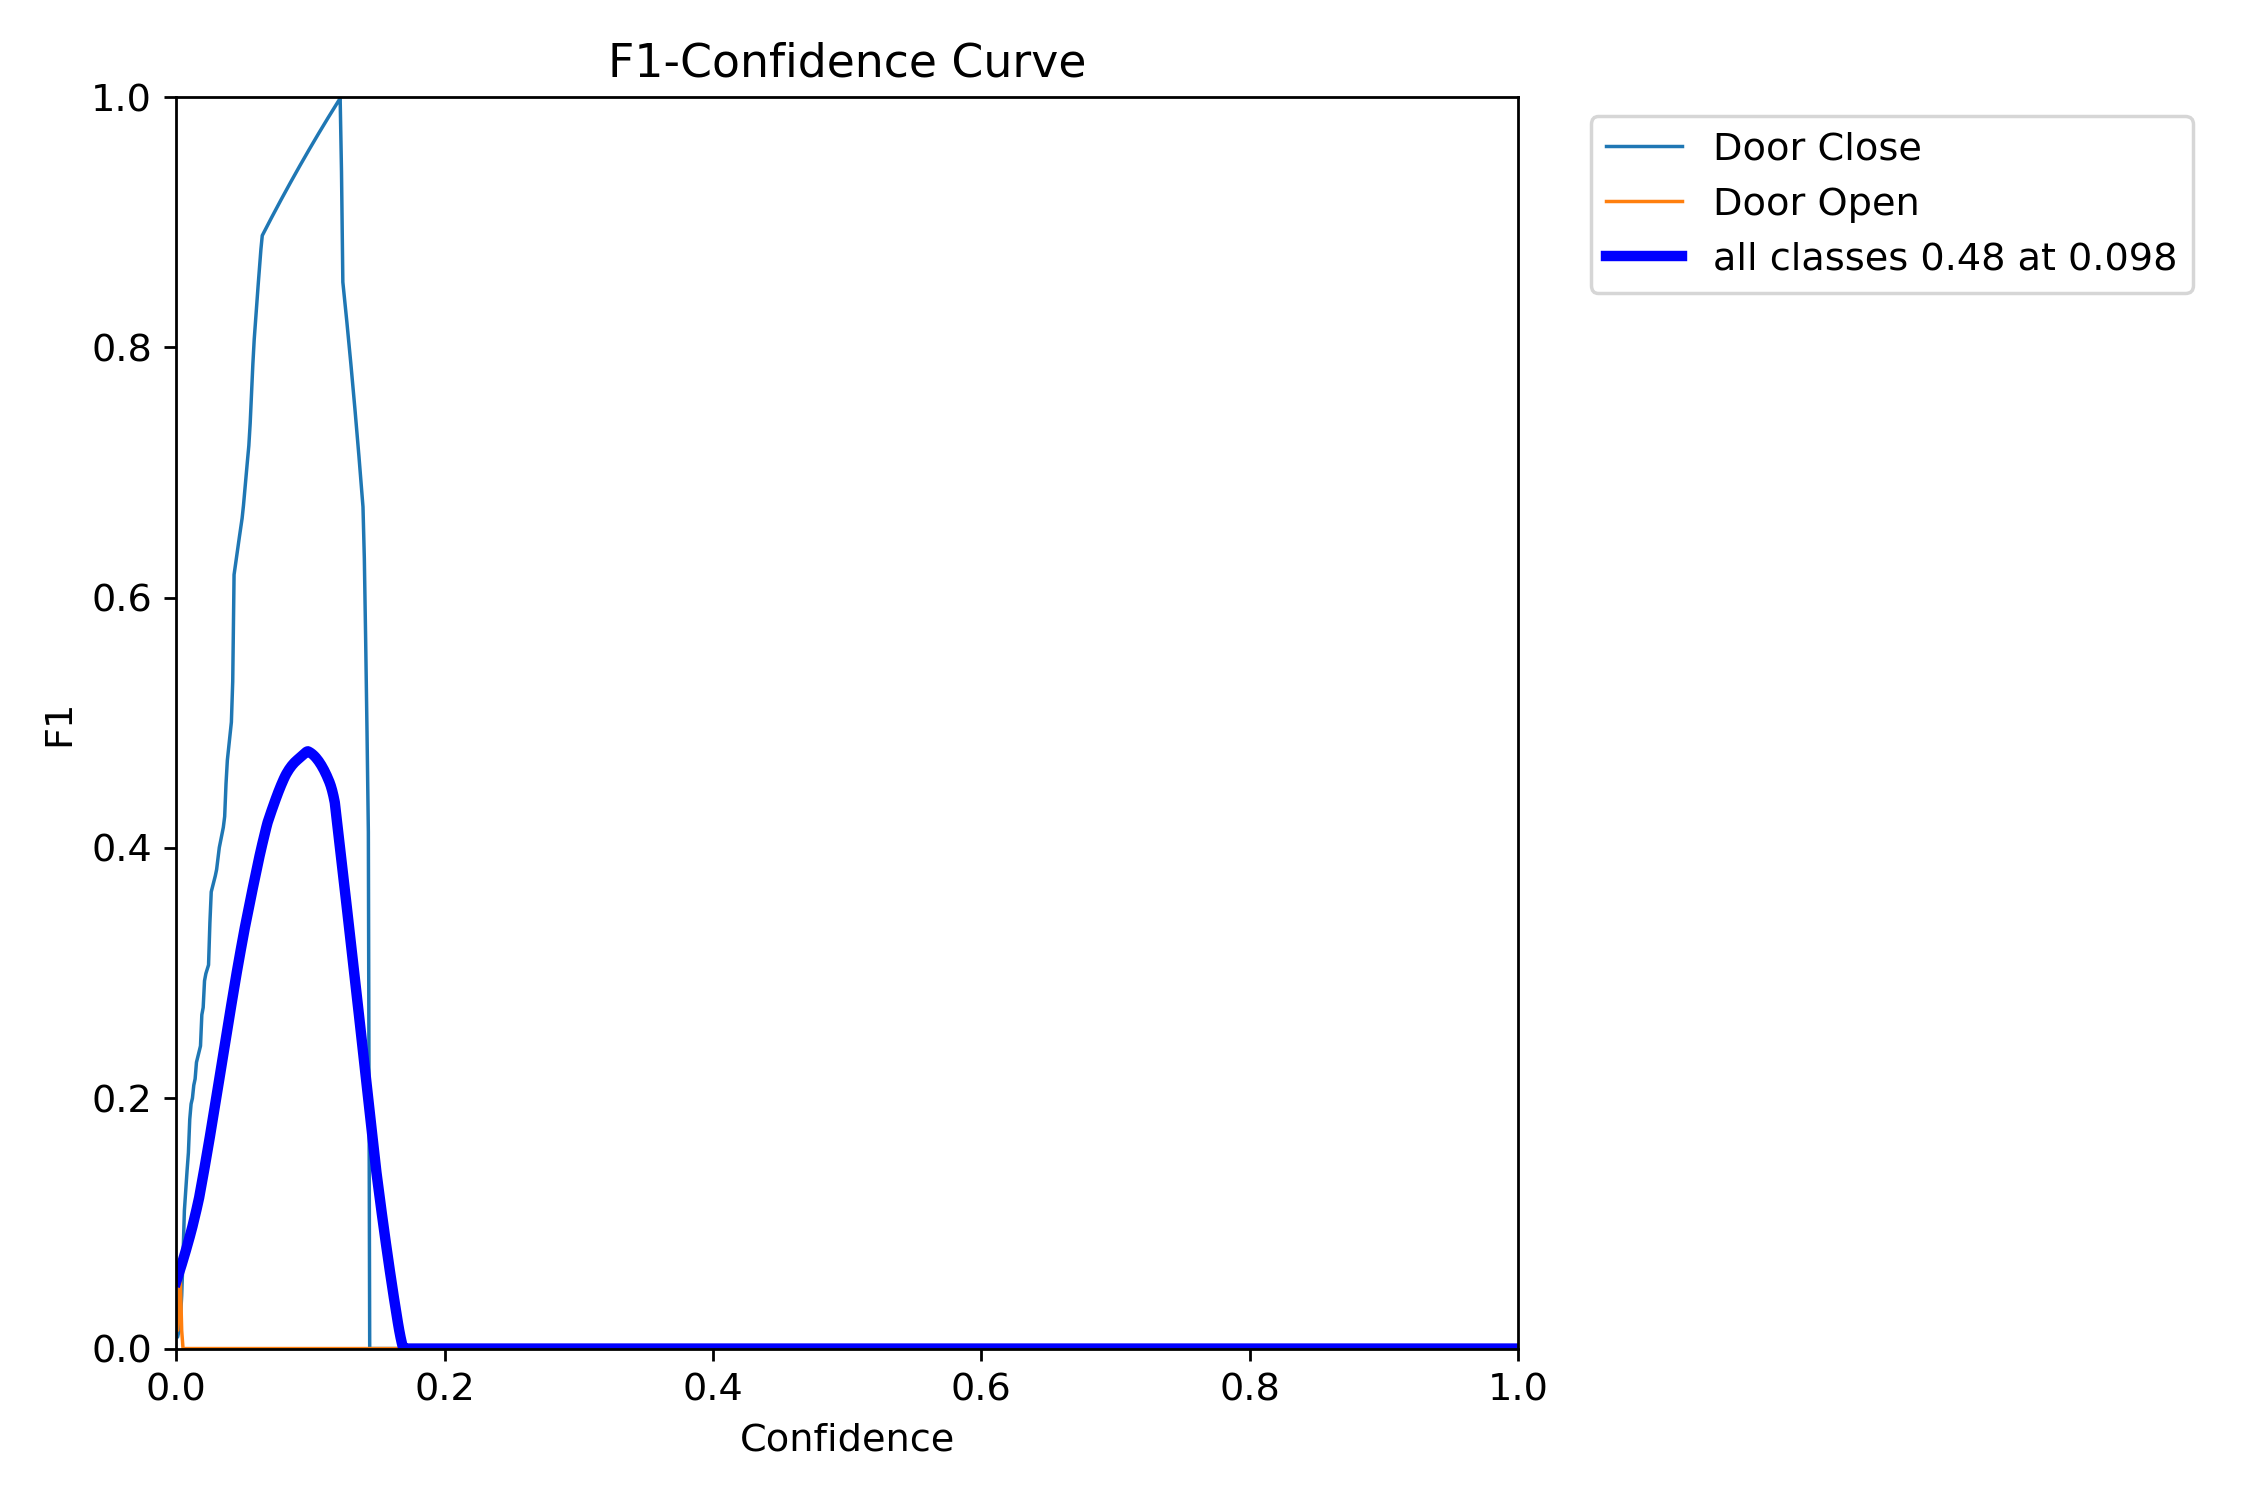 F1-Confidence Curve
1.0
0.8
0.6
0.4
0.2
0.0
F1
0.0 0.2 0.4 0.6 0.8 1.0
Confidence
Door Close
Door Open
all classes 0.48 at 0.098